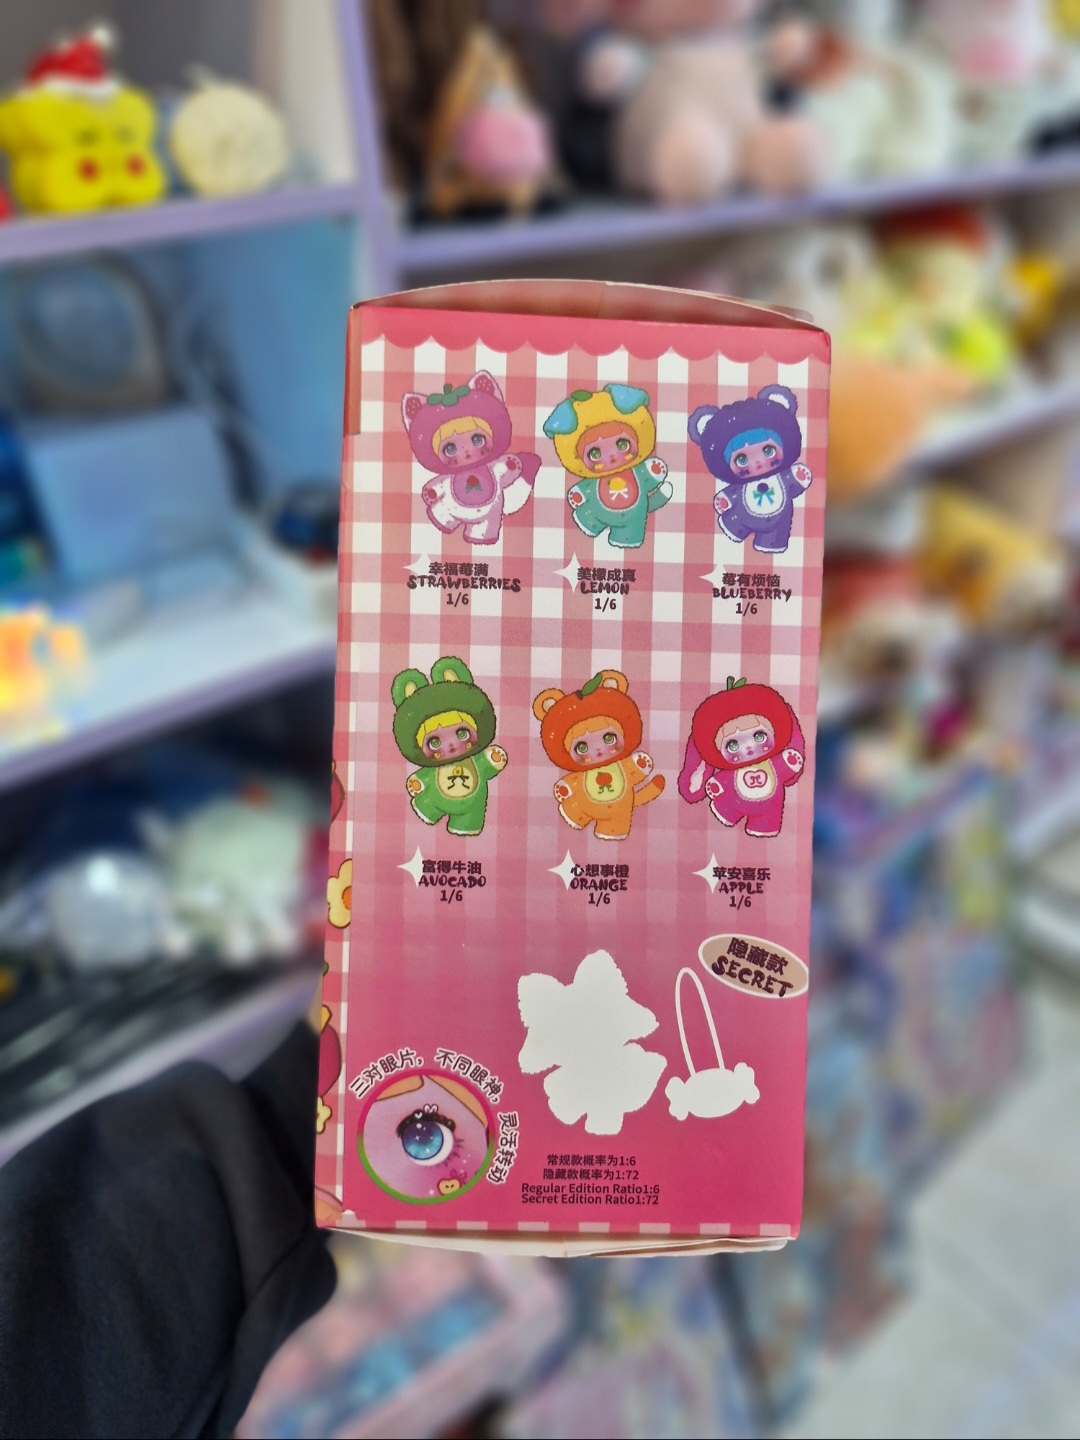 幸福莓满
STRAWBERRIES
1/6
美檬成真
LEMON
1/6
莓有烦恼
BLUEBERRY
1/6
富得牛油
AVOCADO
1/6
心想事橙
ORANGE
1/6
苹安喜乐
APPLE
1/6
隐藏款
SECRET
三对眼片，不同眼神，灵活转动
常规款概率为1:6
隐藏款概率为1:72
Regular Edition Ratio1:6
Secret Edition Ratio1:72